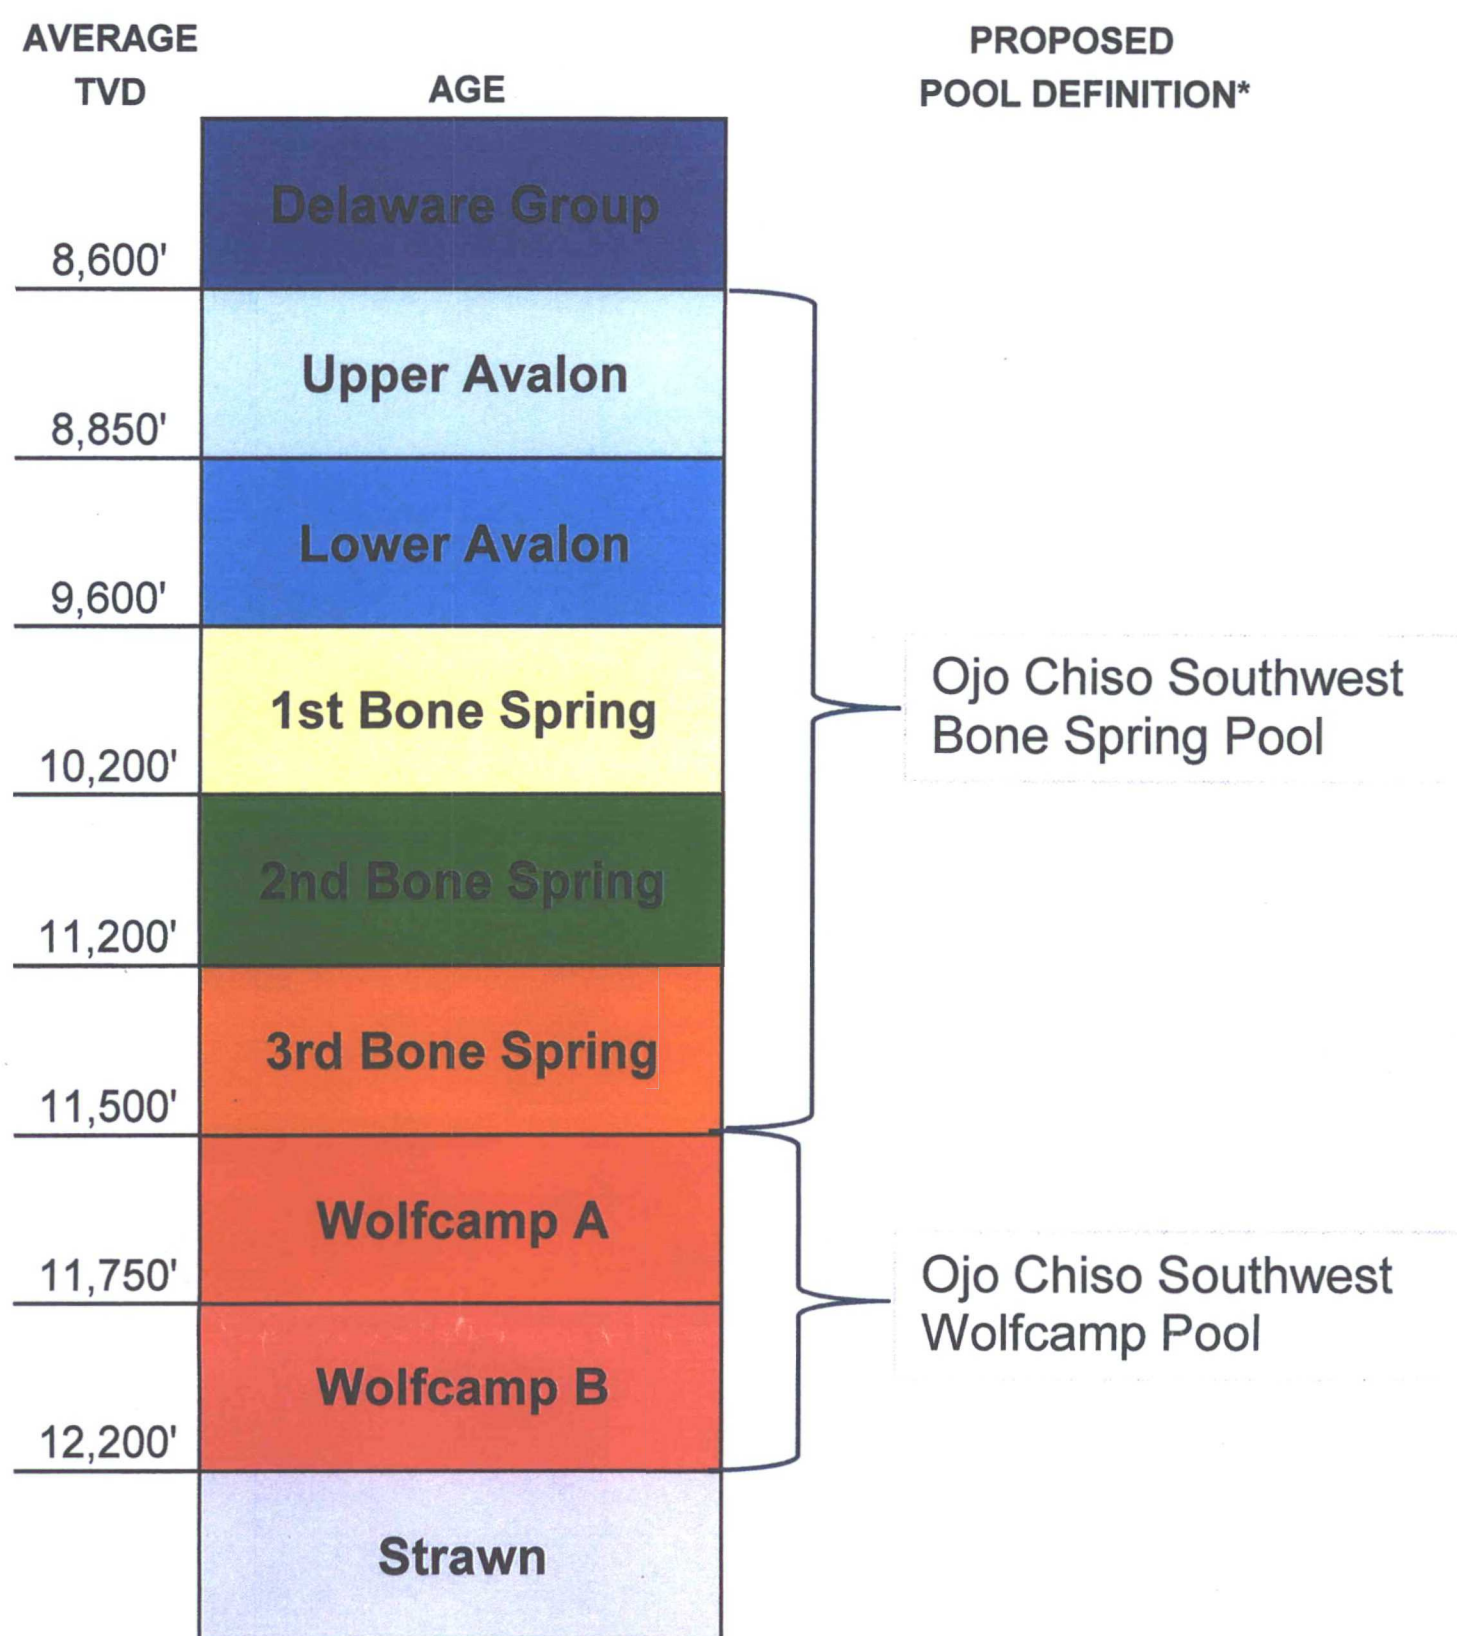 AVERAGE
TVD
AGE
PROPOSED
POOL DEFINITION*
Delaware Group
8,600'
Upper Avalon
8,850'
Lower Avalon
9,600'
1st Bone Spring
Ojo Chiso Southwest
Bone Spring Pool
10,200'
2nd Bone Spring
11,200'
3rd Bone Spring
11,500'
Wolfcamp A
11,750'
Ojo Chiso Southwest
Wolfcamp Pool
Wolfcamp B
12,200'
Strawn